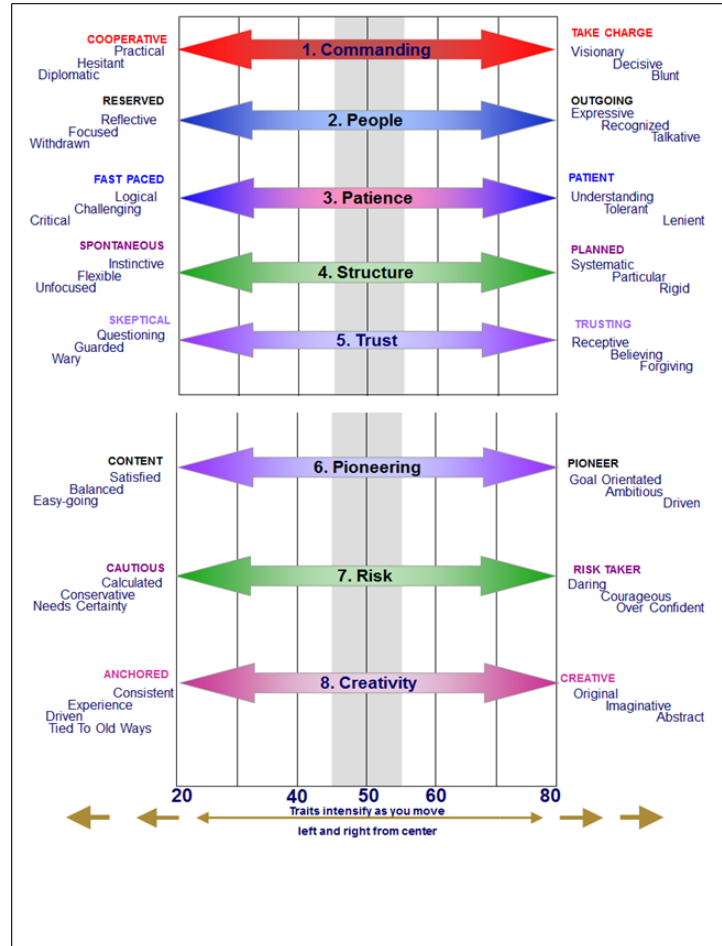 COOPERATIVE
Practical
Hesitant
Diplomatic
1. Commanding
TAKE CHARGE
Visionary
Decisive
Blunt
RESERVED
Reflective
Focused
Withdrawn
2. People
OUTGOING
Expressive
Recognized
Talkative
FAST PACED
Logical
Challenging
Critical
3. Patience
PATIENT
Understanding
Tolerant
Lenient
SPONTANEOUS
Instinctive
Flexible
Unfocused
4. Structure
PLANNED
Systematic
Particular
Rigid
SKEPTICAL
Questioning
Guarded
Wary
5. Trust
TRUSTING
Receptive
Believing
Forgiving
CONTENT
Satisfied
Balanced
Easy-going
6. Pioneering
PIONEER
Goal Orientated
Ambitious
Driven
CAUTIOUS
Calculated
Conservative
Needs Certainty
7. Risk
RISK TAKER
Daring
Courageous
Over Confident
ANCHORED
Consistent
Experience
Driven
Tied To Old Ways
8. Creativity
CREATIVE
Original
Imaginative
Abstract
20 40 50 60 80
Traits intensify as you move
left and right from center